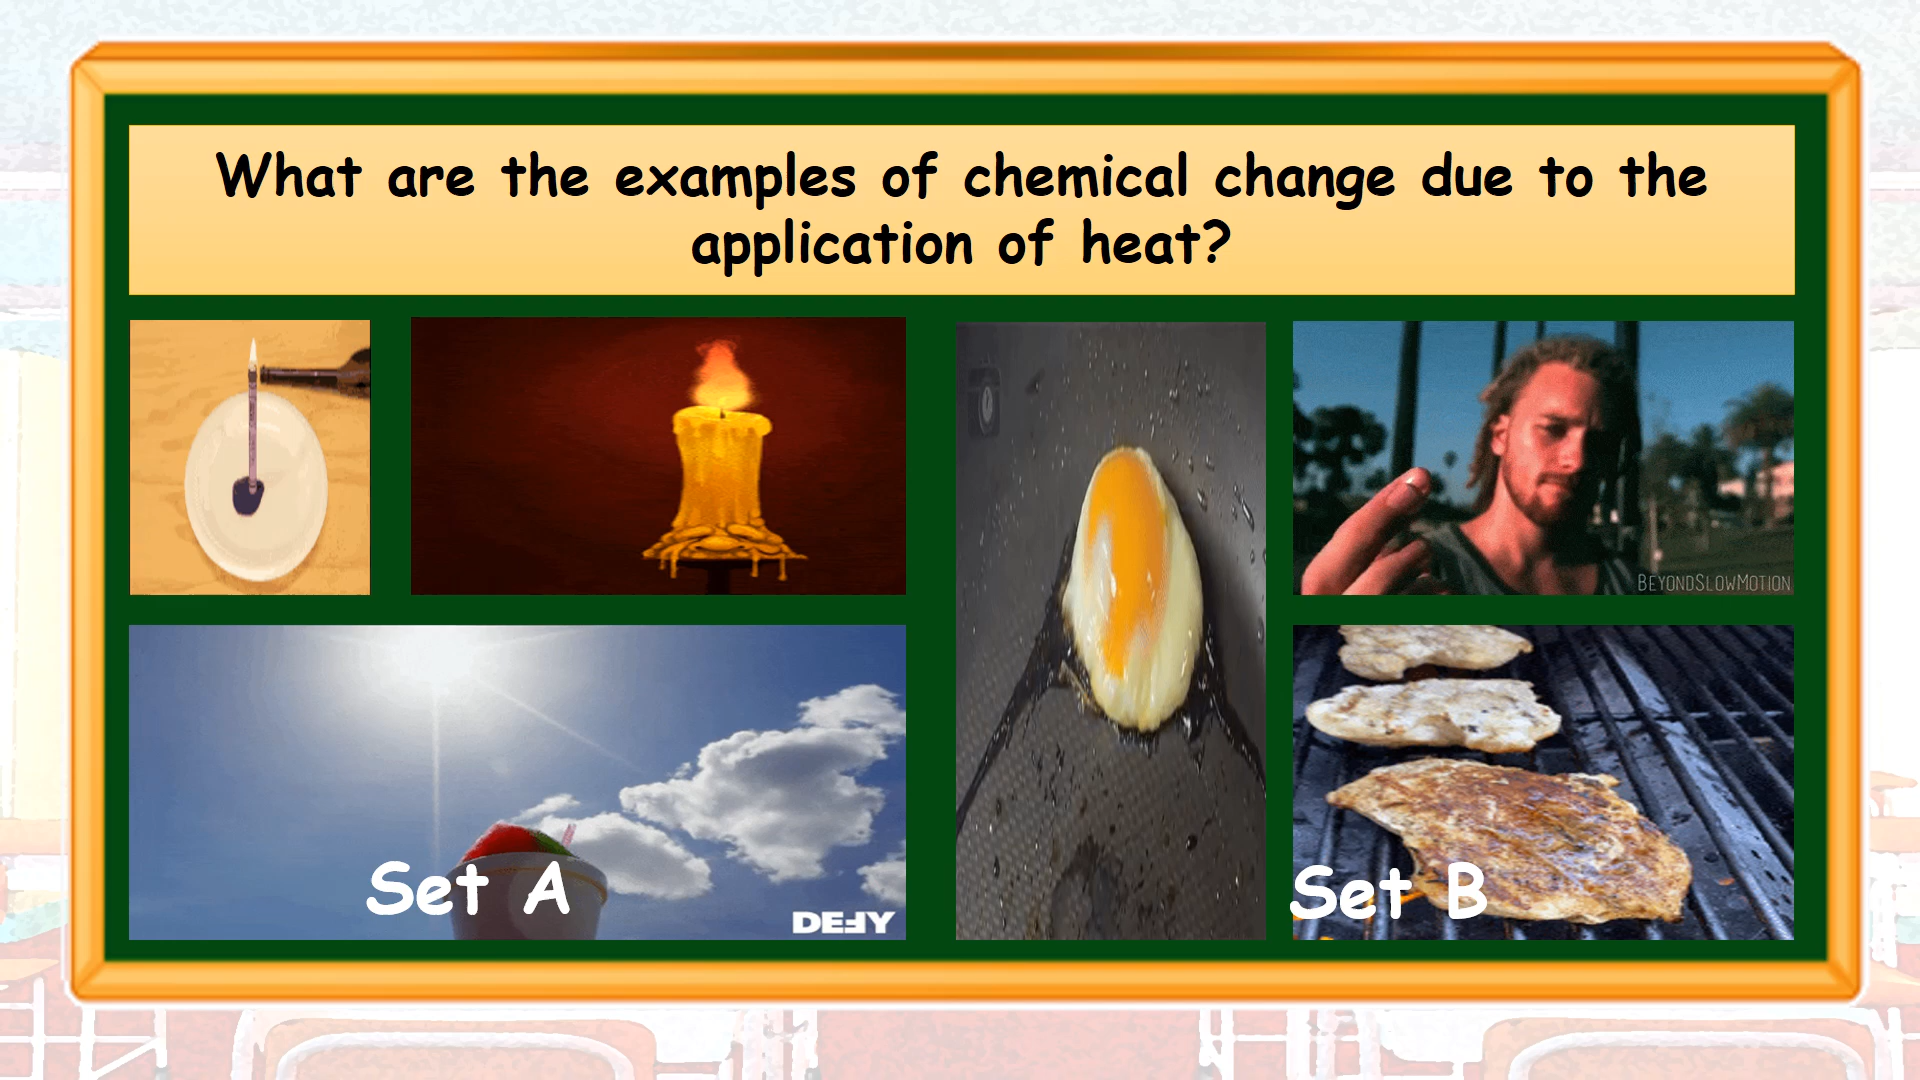 What are the examples of chemical change due to the
application of heat?
BEYONDSLOWMOTION
Set A
DEFY
Set B